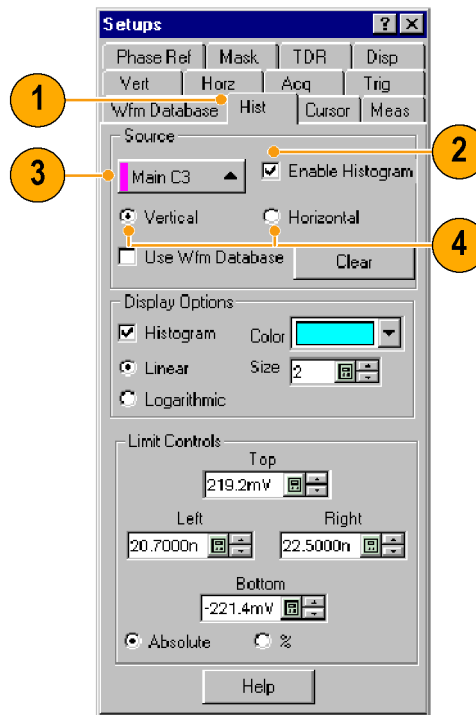 Setups ? ×
Phase Ref Mask TDR Disp
Vert Horz Acq Trig
1
Wfm Database Hist Cursor Meas
Source
2
3
Main C3 Enable Histogram
Vertical Horizontal
4
Use Wfm Database Clear
Display Options
Histogram Color
Linear Size 2
Logarithmic
Limit Controls
Top
219.2mV
Left Right
20.7000n 22.5000n
Bottom
-221.4mV
Absolute %
Help